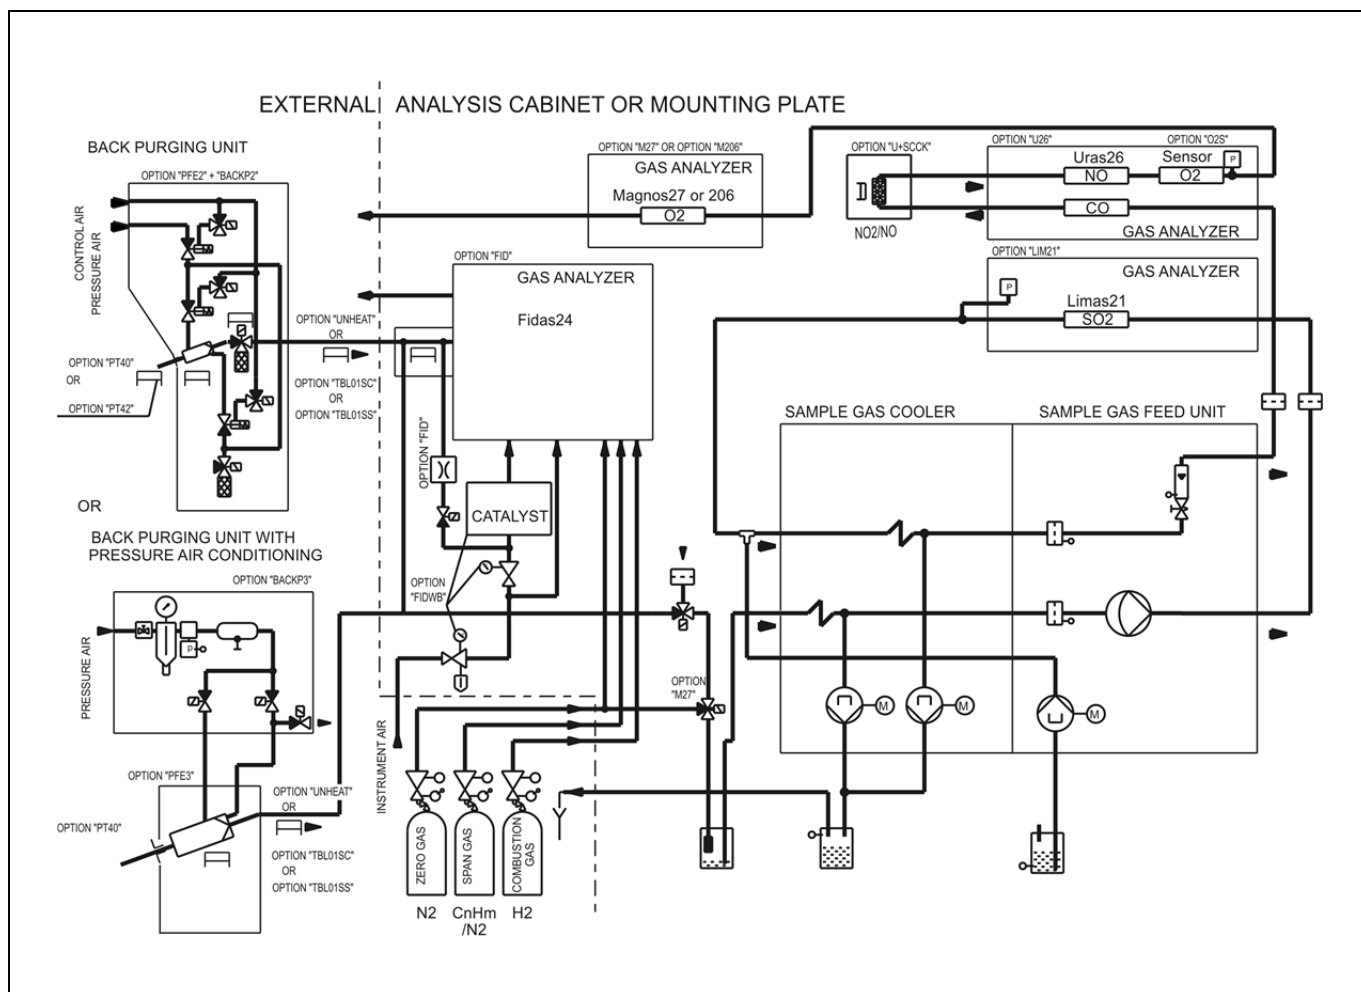 EXTERNAL
ANALYSIS CABINET OR MOUNTING PLATE
BACK PURGING UNIT
OPTION "PFE2" + "BACKP2"
CONTROL AIR
PRESSURE AIR
OPTION "PT40"
OR
OPTION "PT42"
OPTION "UNHEAT"
OR
OPTION "TBL01SC"
OR
OPTION "TBL01SS"
OPTION "M27" OR OPTION "M206"
GAS ANALYZER
Magnos27 or 206
O2
OPTION "U+SCCK"
NO2/NO
OPTION "U26"
OPTION "O2S"
Uras26
Sensor
P
NO
O2
CO
GAS ANALYZER
OPTION "LIM21"
GAS ANALYZER
P
Limas21
SO2
OPTION "FID"
GAS ANALYZER
Fidas24
OPTION "FID"
CATALYST
OPTION
"FIDWB"
SAMPLE GAS COOLER
SAMPLE GAS FEED UNIT
M
M
M
OPTION
"M27"
OR
BACK PURGING UNIT WITH
PRESSURE AIR CONDITIONING
OPTION "BACKP3"
P
PRESSURE AIR
OPTION "PFE3"
OPTION "PT40"
OPTION "UNHEAT"
OR
OPTION "TBL01SC"
OR
OPTION "TBL01SS"
INSTRUMENT AIR
ZERO GAS
SPAN GAS
COMBUSTION
GAS
N2
CnHm
/N2
H2